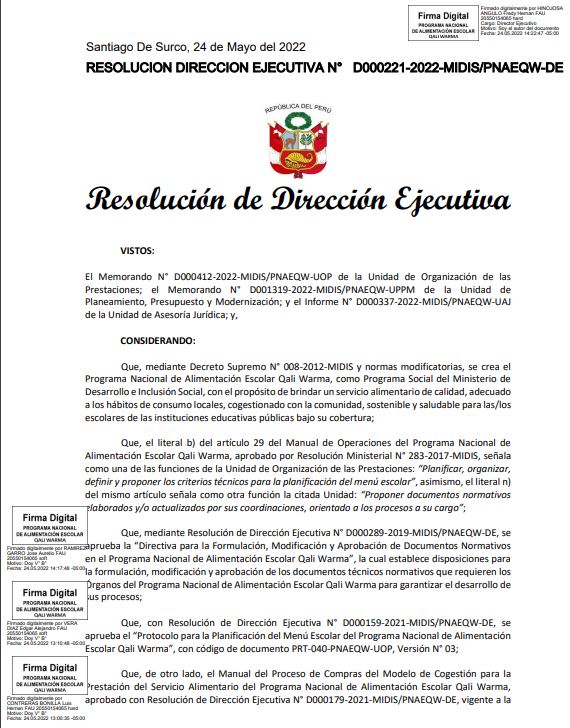 Firma Digital
PROGRAMA NACIONAL
DE ALIMENTACIÓN ESCOLAR
QALI WARMA
Firmado digitalmente por HINOJOSA
ANGULO Fredy Hernan FAU
20550154065 hard
Cargo: Director Ejecutivo
Motivo: Soy el autor del documento
Fecha: 24.05.2022 14:22:47 -05:00
Santiago De Surco, 24 de Mayo del 2022
RESOLUCION DIRECCION EJECUTIVA N° D000221-2022-MIDIS/PNAEQW-DE
REPÚBLICA DEL PERÚ
Resolución de Dirección Ejecutiva
VISTOS:
El Memorando N° D000412-2022-MIDIS/PNAEQW-UOP de la Unidad de Organización de las
Prestaciones; el Memorando N° D001319-2022-MIDIS/PNAEQW-UPPM de la Unidad de
Planeamiento, Presupuesto y Modernización; y el Informe N° D000337-2022-MIDIS/PNAEQW-UAJ
de la Unidad de Asesoría Jurídica; y,
CONSIDERANDO:
Que, mediante Decreto Supremo N° 008-2012-MIDIS y normas modificatorias, se crea el
Programa Nacional de Alimentación Escolar Qali Warma, como Programa Social del Ministerio de
Desarrollo e Inclusión Social, con el propósito de brindar un servicio alimentario de calidad, adecuado
a los hábitos de consumo locales, cogestionado con la comunidad, sostenible y saludable para las/los
escolares de las instituciones educativas públicas bajo su cobertura;
Que, el literal b) del artículo 29 del Manual de Operaciones del Programa Nacional de
Alimentación Escolar Qali Warma, aprobado por Resolución Ministerial N° 283-2017-MIDIS, señala
como una de las funciones de la Unidad de Organización de las Prestaciones: "Planificar, organizar,
definir y proponer los criterios técnicos para la planificación del menú escolar", asimismo, el literal n)
del mismo artículo señala como otra función la citada Unidad: "Proponer documentos normativos
elaborados y/o actualizados por sus coordinaciones, orientado a los procesos a su cargo";
Que, mediante Resolución de Dirección Ejecutiva N° D000289-2019-MIDIS/PNAEQW-DE, se
aprueba la "Directiva para la Formulación, Modificación y Aprobación de Documentos Normativos
en el Programa Nacional de Alimentación Escolar Qali Warma", la cual establece disposiciones para
la formulación, modificación y aprobación de los documentos técnicos normativos que requieren los
Órganos del Programa Nacional de Alimentación Escolar Qali Warma para garantizar el desarrollo de
sus procesos;
Que, con Resolución de Dirección Ejecutiva N° D000159-2021-MIDIS/PNAEQW-DE, se
aprueba el "Protocolo para la Planificación del Menú Escolar del Programa Nacional de Alimentación
Escolar Qali Warma", con código de documento PRT-040-PNAEQW-UOP, Versión N° 03;
Que, de otro lado, el Manual del Proceso de Compras del Modelo de Cogestión para la
Prestación del Servicio Alimentario del Programa Nacional de Alimentación Escolar Qali Warma,
aprobado con Resolución de Dirección Ejecutiva N° D000179-2021-MIDIS/PNAEQW-DE, vigente a la
Firma Digital
PROGRAMA NACIONAL
DE ALIMENTACIÓN ESCOLAR
QALI WARMA
Firmado digitalmente por RAMIREZ
GARRO Jose Aurelio FAU
20550154065 soft
Motivo: Doy V° B°
Fecha: 24.05.2022 14:17:48 -05:00
Firma Digital
PROGRAMA NACIONAL
DE ALIMENTACIÓN ESCOLAR
QALI WARMA
Firmado digitalmente por VERA
DIAZ Edgar Alejandro FAU
20550154065 soft
Motivo: Doy V° B°
Fecha: 24.05.2022 13:10:46 -05:00
Firma Digital
PROGRAMA NACIONAL
DE ALIMENTACIÓN ESCOLAR
QALI WARMA
Firmado digitalmente por
CONTRERAS BONILLA Luis
Hernan FAU 20550154065 hard
Motivo: Doy V° B°
Fecha: 24.05.2022 13:00:35 -05:00